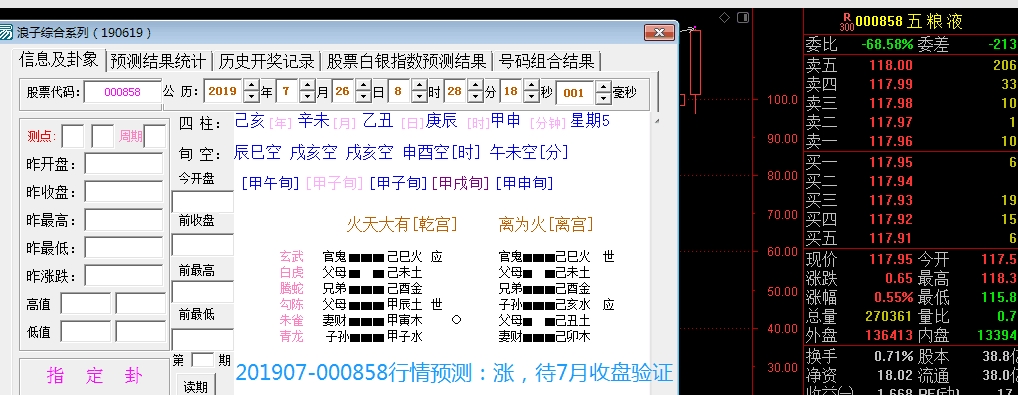 浪子综合系列（190619）
信息及卦象 预测结果统计 历史开奖记录 股票白银指数预测结果 号码组合结果
股票代码: 000858 公 历: 2019 年 7 月 26 日 8 时 28 分 18 秒 001 毫秒
测点: 周期
昨开盘:
昨收盘:
昨最高:
昨最低:
昨涨跌:
高值
低值
指 定 卦
四 柱: 己亥 [年] 辛未 [月] 乙丑 [日] 庚辰 [时] 甲申 [分钟] 星期5
旬 空: 辰巳空 戌亥空 戌亥空 申酉空[时] 午未空[分]
[甲午旬] [甲子旬] [甲子旬] [甲戌旬] [甲申旬]
今开盘
前收盘
前最高
前最低
第 期
读期
火天大有[乾宫] 离为火[离宫]
玄武 官鬼 己巳火 应 官鬼 己巳火 世
白虎 父母 己未土 父母 己未土
腾蛇 兄弟 己酉金 兄弟 己酉金
勾陈 父母 甲辰土 世 子孙 己亥水 应
朱雀 妻财 甲寅木 父母 己丑土
青龙 子孙 甲子水 妻财 己卯木
201907-000858行情预测：涨，待7月收盘验证
100.00
90.00
80.00
70.00
60.00
50.00
40.00
30.00
R 300 000858 五粮液
委比 -68.58% 委差 -213
卖五 118.00 206
卖四 117.99 33
卖三 117.98 10
卖二 117.97 1
卖一 117.96 10
买一 117.95 6
买二 117.94
买三 117.93 19
买四 117.92 15
买五 117.91 6
现价 117.95 今开 117.5
涨跌 0.65 最高 118.3
涨幅 0.55% 最低 115.8
总量 270361 量比 0.7
外盘 136413 内盘 13394
换手 0.71% 股本 38.8亿
净资 18.02 流通 38.0亿
收益(一) 1.668 PE(动) 17.